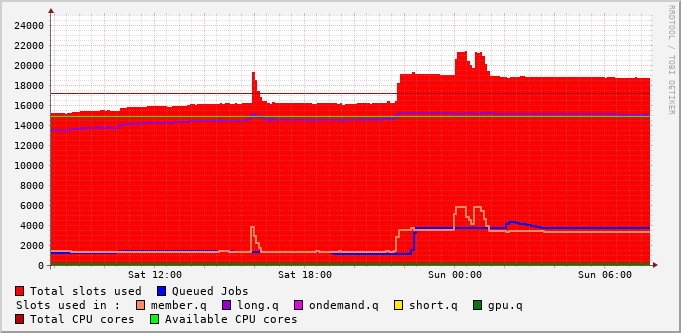 RRDTOOL / TOBI OETIKER
24000
22000
20000
18000
16000
14000
12000
10000
8000
6000
4000
2000
0
Sat 12:00 Sat 18:00 Sun 00:00 Sun 06:00
Total slots used Queued Jobs
Slots used in : member.q long.q ondemand.q short.q gpu.q
Total CPU cores Available CPU cores